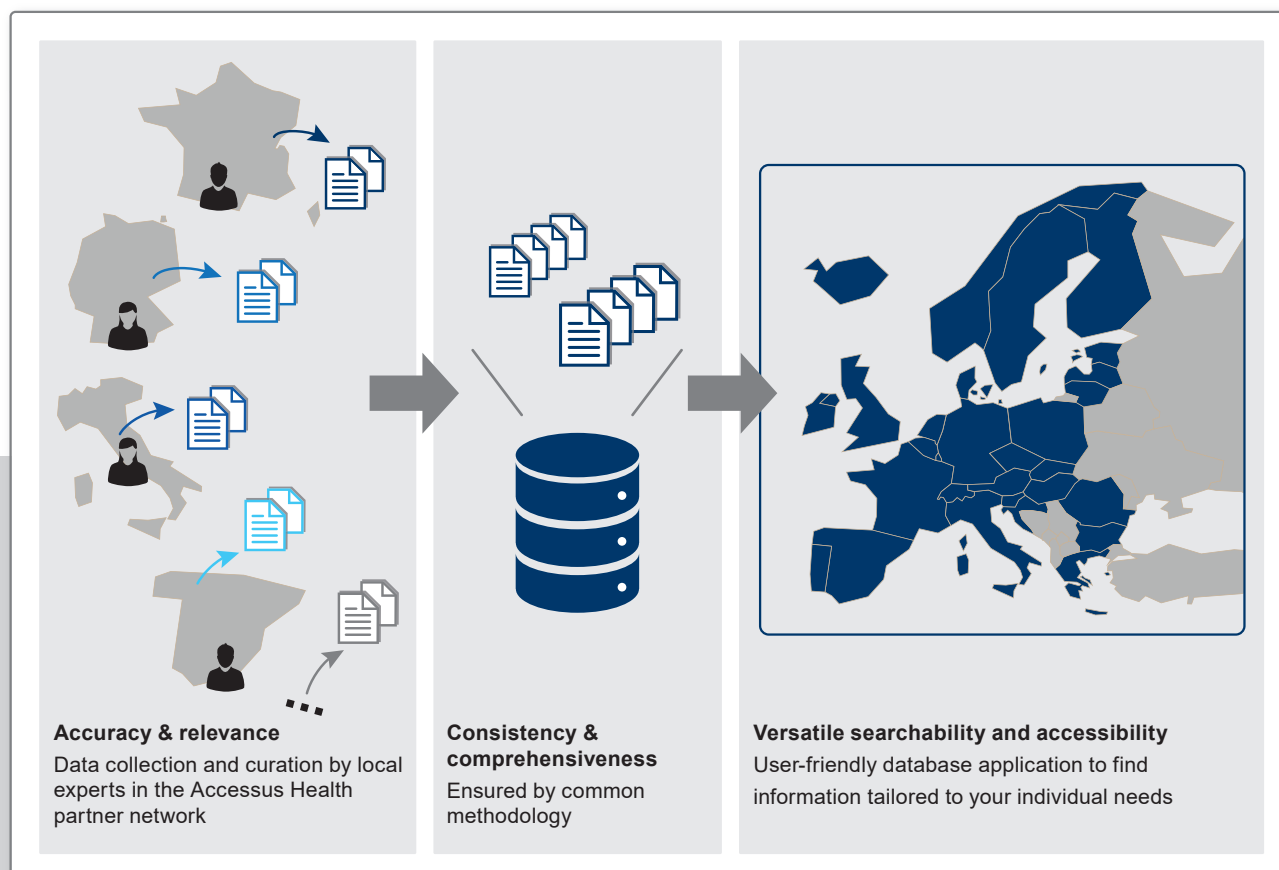 Accuracy & relevance
Data collection and curation by local
experts in the Accessus Health
partner network
Consistency &
comprehensiveness
Ensured by common
methodology
Versatile searchability and accessibility
User-friendly database application to find
information tailored to your individual needs